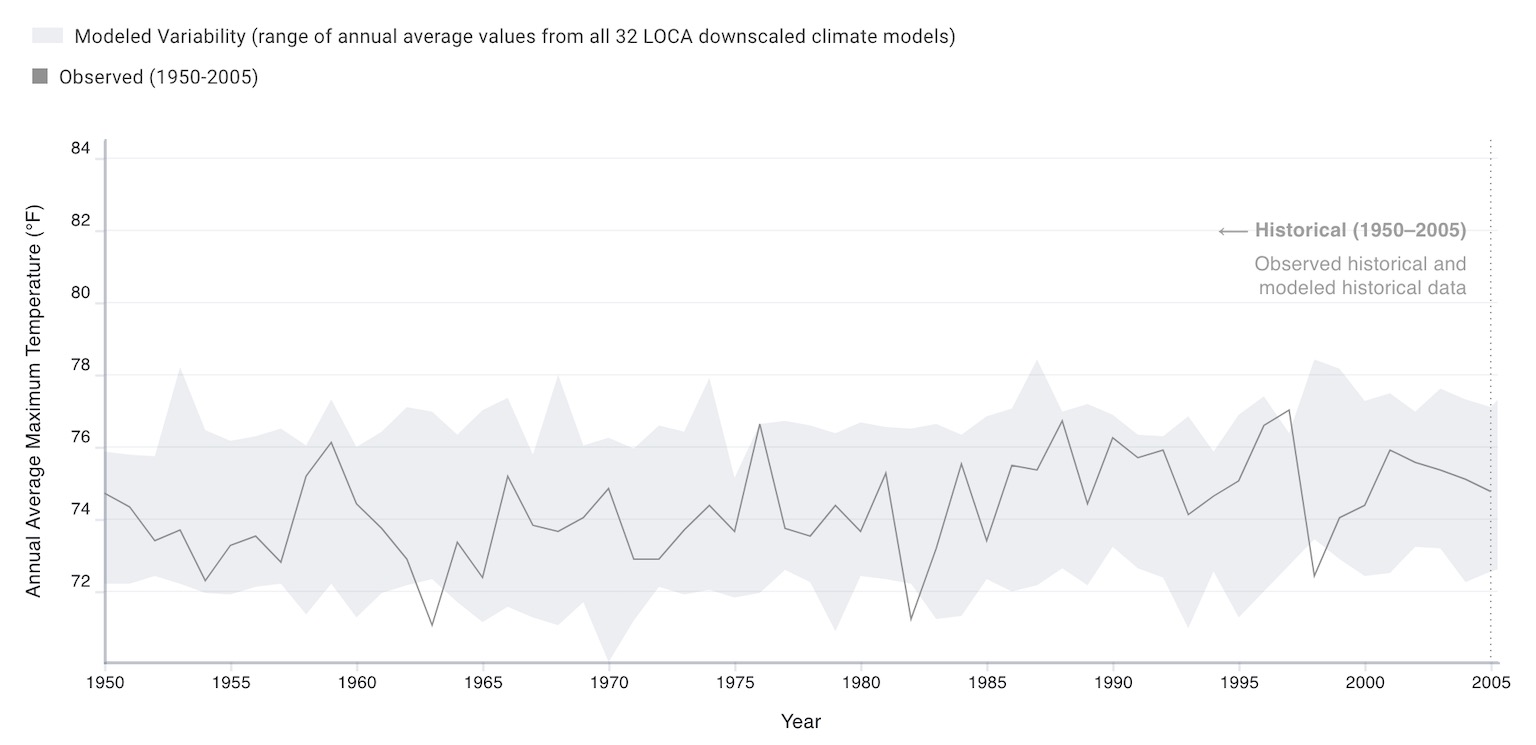 Modeled Variability (range of annual average values from all 32 LOCA downscaled climate models)
Observed (1950-2005)
Annual Average Maximum Temperature (°F)
84
82
80
78
76
74
72
← Historical (1950–2005)
Observed historical and
modeled historical data
1950 1955 1960 1965 1970 1975 1980 1985 1990 1995 2000 2005
Year